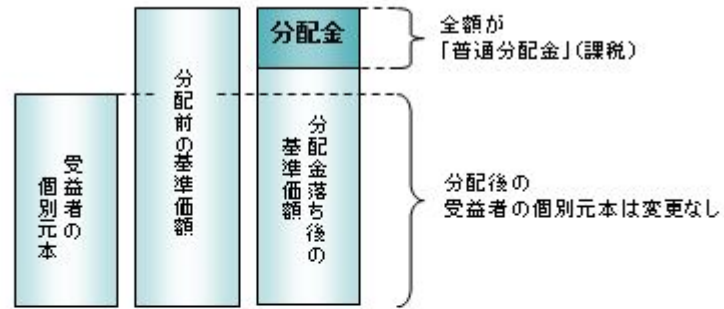 受益者の
個別元本
分配前の基準価額
分配金
分配金落ち後の
基準価額
全額が
「普通分配金」（課税）
分配後の
受益者の個別元本は変更なし